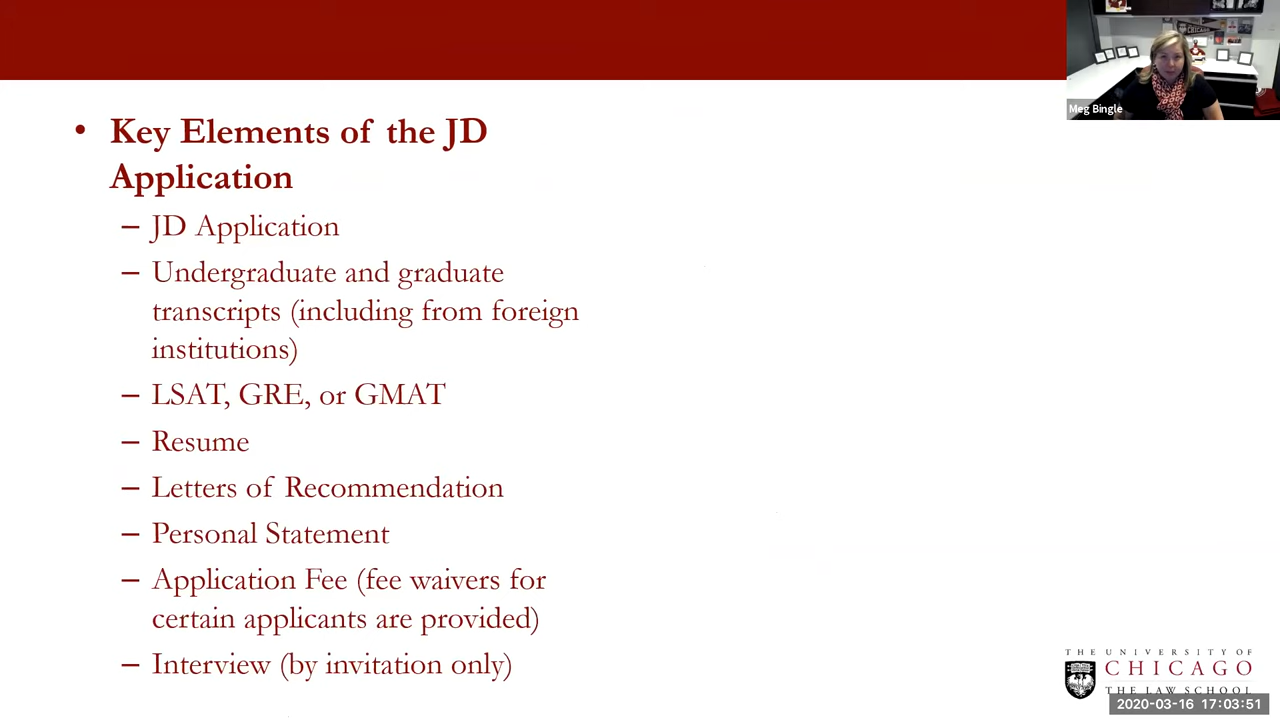 Meg Bingle
CHICAGO
• Key Elements of the JD
Application
– JD Application
– Undergraduate and graduate
transcripts (including from foreign
institutions)
– LSAT, GRE, or GMAT
– Resume
– Letters of Recommendation
– Personal Statement
– Application Fee (fee waivers for
certain applicants are provided)
– Interview (by invitation only)
THE UNIVERSITY OF
CHICAGO
THE LAW SCHOOL
2020-03-16 17:03:51